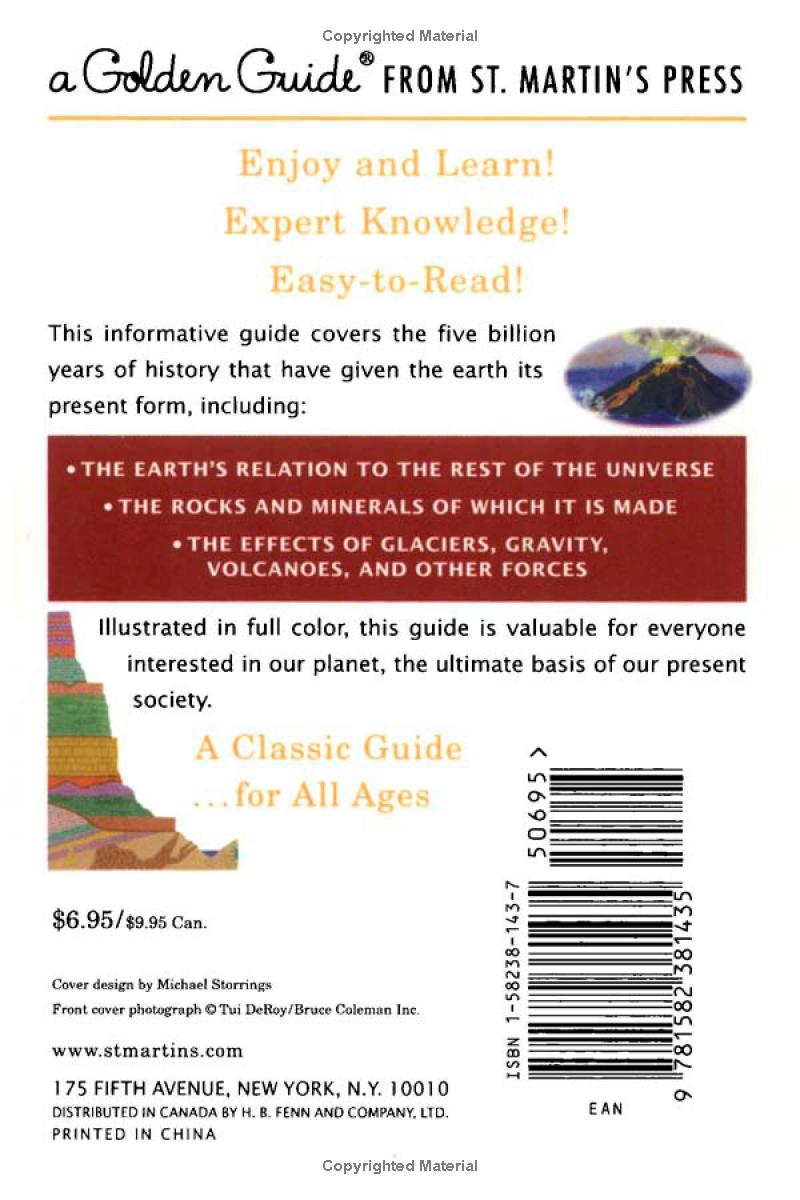 Copyrighted Material
a Golden Guide® FROM ST. MARTIN'S PRESS
Enjoy and Learn!
Expert Knowledge!
Easy-to-Read!
This informative guide covers the five billion
years of history that have given the earth its
present form, including:
• THE EARTH'S RELATION TO THE REST OF THE UNIVERSE
• THE ROCKS AND MINERALS OF WHICH IT IS MADE
• THE EFFECTS OF GLACIERS, GRAVITY,
VOLCANOES, AND OTHER FORCES
Illustrated in full color, this guide is valuable for everyone
interested in our planet, the ultimate basis of our present
society.
A Classic Guide
...for All Ages
$6.95/$9.95 Can.
Cover design by Michael Storrings
Front cover photograph © Tui DeRoy/Bruce Coleman Inc.
www.stmartins.com
175 FIFTH AVENUE, NEW YORK, N.Y. 10010
DISTRIBUTED IN CANADA BY H. B. FENN AND COMPANY, LTD.
PRINTED IN CHINA
50695 >
ISBN 1-58238-143-7
9 781582 381435
EAN
Copyrighted Material